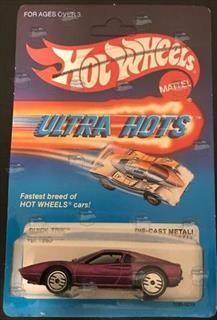 FOR AGES OVER 3
HOT WHEELS
MATTEL
ULTRA HOTS
Fastest breed of
HOT WHEELS® cars!
DIE-CAST METAL!